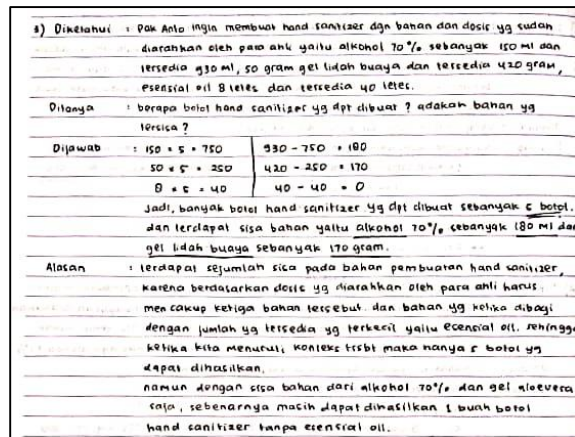 3) Diketahui : Pak Anto ingin membuat hand sanitizer dgn bahan dan dosis yg sudah
diarahkan oleh para ahli yaitu alkohol 70% sebanyak 150 ml dan
tersedia 930 ml, 50 gram gel lidah buaya dan tersedia 420 gram,
esensial oil 8 tetes dan tersedia 40 tetes.
Ditanya : berapa botol hand sanitizer yg dpt dibuat ? adakah bahan yg
tersisa ?
Dijawab : 150 × 5 = 750 930 - 750 = 180
50 × 5 = 250 420 - 250 = 170
8 × 5 = 40 40 - 40 = 0
Jadi, banyak botol hand sanitizer yg dpt dibuat sebanyak 5 botol.
dan terdapat sisa bahan yaitu alkohol 70% sebanyak 180 ml dan
gel lidah buaya sebanyak 170 gram.
Alasan : terdapat sejumlah sisa pada bahan pembuatan hand sanitizer,
karena berdasarkan dosis yg diarahkan oleh para ahli harus
mencakup ketiga bahan tersebut. dan bahan yg ketika dibagi
dengan jumlah yg tersedia yg terkecil yaitu esensial oil. sehingga
ketika kita menuruti konteks trsbt maka hanya 5 botol yg
dapat dihasilkan.
namun dengan sisa bahan dari alkohol 70% dan gel aloevera
saja, sebenarnya masih dapat dihasilkan 1 buah botol
hand sanitizer tanpa esensial oil.